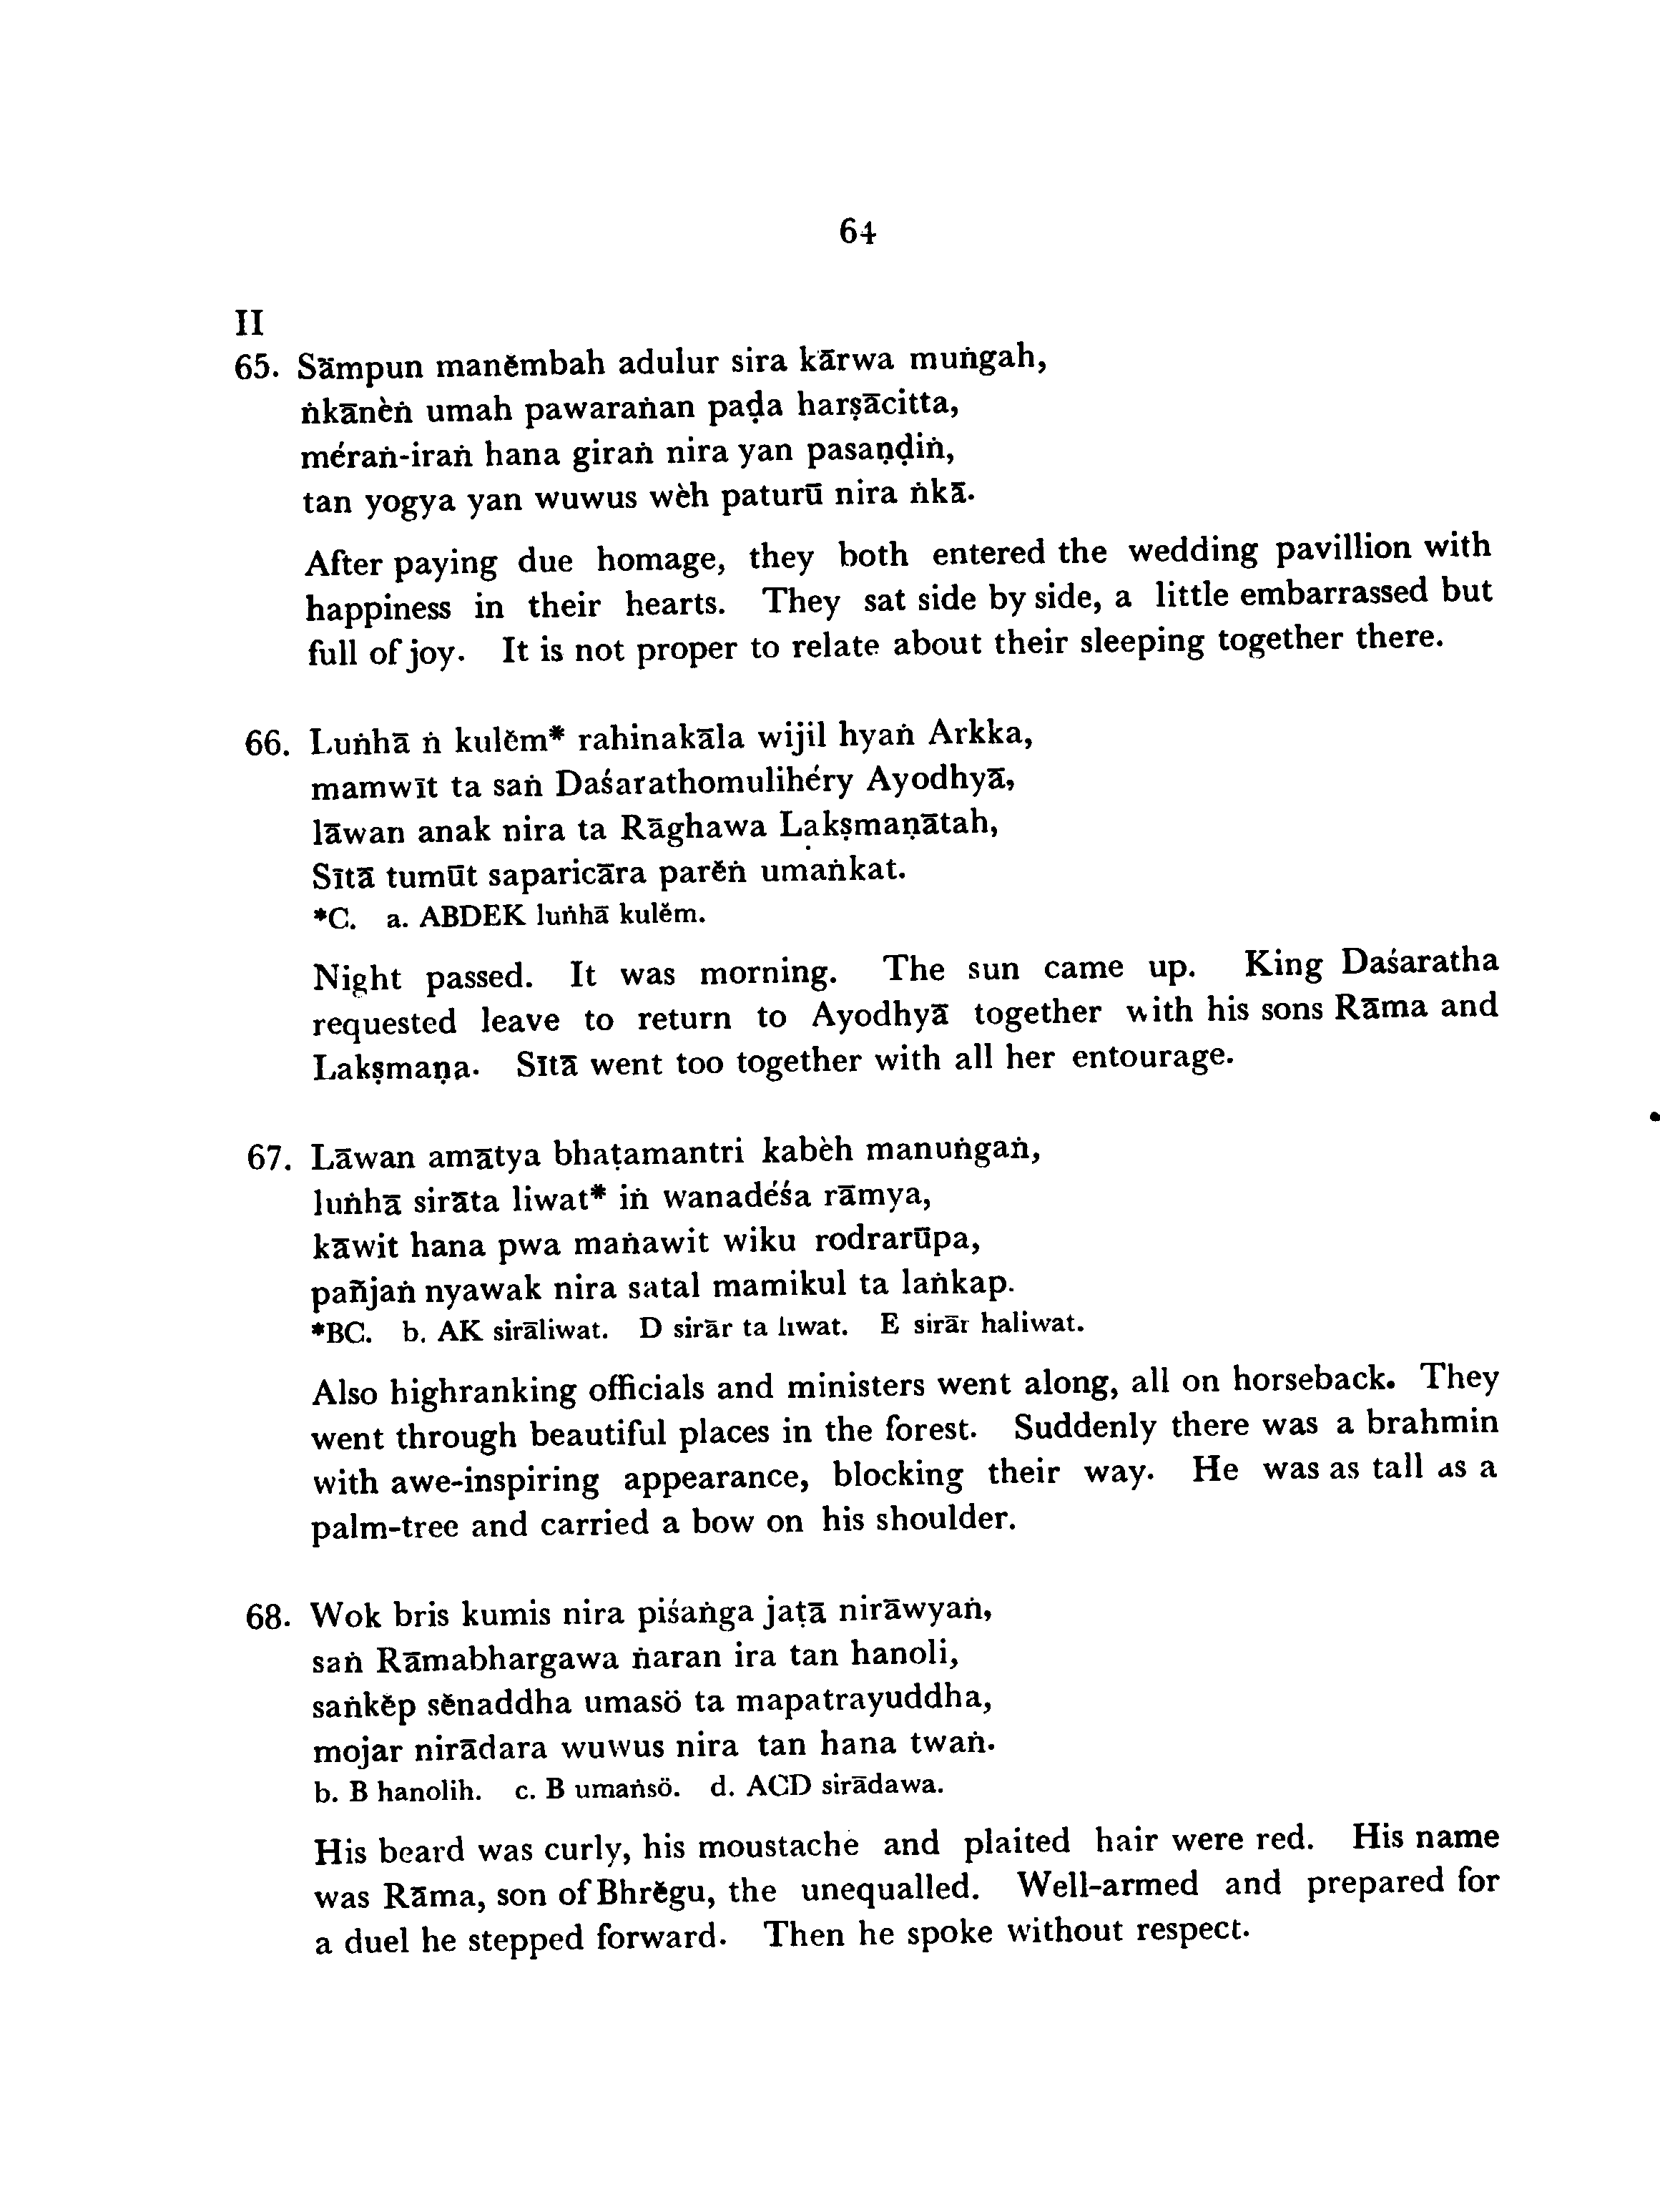 64
II
65. Sāmpun manĕmbah adulur sira kārwa muṅgah,
ṅkānèṅ umah pawaraṅan paḍa harṣācitta,
méraṅ-iraṅ hana giraṅ nira yan pasaṇḍiṅ,
tan yogya yan wuwus wèh paturū nira ṅkā.
After paying due homage, they both entered the wedding pavillion with
happiness in their hearts. They sat side by side, a little embarrassed but
full of joy. It is not proper to relate about their sleeping together there.
66. Luṅhā ṅ kulĕm* rahinakāla wijil hyaṅ Arkka,
mamwīt ta saṅ Daśarathomulihéry Ayodhyā,
lāwan anak nira ta Rāghawa Lakṣmaṇātah,
Sītā tumūt saparicāra parĕṅ umaṅkat.
*C. a. ABDEK luṅhā kulĕm.
Night passed. It was morning. The sun came up. King Daśaratha
requested leave to return to Ayodhyā together with his sons Rāma and
Lakṣmaṇa. Sītā went too together with all her entourage.
67. Lāwan amātya bhaṭamantri kabèh manuṅgaṅ,
luṅhā sirāta liwat* iṅ wanadéśa rāmya,
kāwit hana pwa maṅawit wiku rodrarūpa,
pañjaṅ nyawak nira satal mamikul ta laṅkap.
*BC. b. AK sirāliwat. D sirār ta liwat. E sirār haliwat.
Also highranking officials and ministers went along, all on horseback. They
went through beautiful places in the forest. Suddenly there was a brahmin
with awe-inspiring appearance, blocking their way. He was as tall as a
palm-tree and carried a bow on his shoulder.
68. Wok bris kumis nira piśaṅga jaṭā nirāwyaṅ,
saṅ Rāmabhargawa ṅaran ira tan hanoli,
saṅkĕp sĕnaddha umasö ta mapatrayuddha,
mojar nirādara wuwus nira tan hana twaṅ.
b. B hanolih. c. B umaṅsö. d. ACD sirādawa.
His beard was curly, his moustache and plaited hair were red. His name
was Rāma, son of Bhrĕgu, the unequalled. Well-armed and prepared for
a duel he stepped forward. Then he spoke without respect.